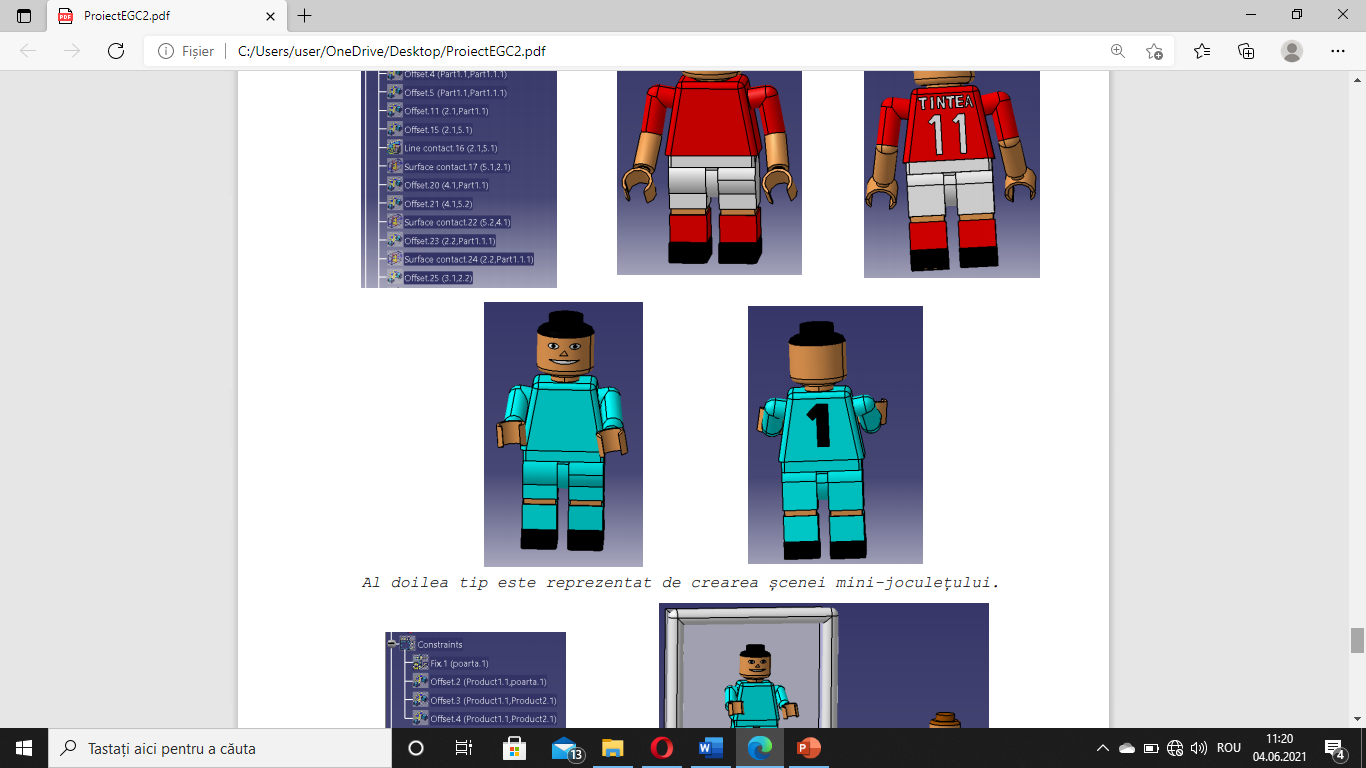 ProiectEGC2.pdf
Fișier
C:/Users/user/OneDrive/Desktop/ProiectEGC2.pdf
Offset.4 (Part1.1,Part1.1.1)
Offset.5 (Part1.1,Part1.1.1)
Offset.11 (2.1,Part1.1)
Offset.15 (2.1,5.1)
Line contact.16 (2.1,5.1)
Surface contact.17 (5.1,2.1)
Offset.20 (4.1,Part1.1)
Offset.21 (4.1,5.2)
Surface contact.22 (5.2,4.1)
Offset.23 (2.2,Part1.1.1)
Surface contact.24 (2.2,Part1.1.1)
Offset.25 (3.1,2.2)
TINTEA
11
1
Al doilea tip este reprezentat de crearea șcenei mini-joculețului.
Constraints
Fix.1 (poarta.1)
Offset.2 (Product1.1,poarta.1)
Offset.3 (Product1.1,Product2.1)
Offset.4 (Product1.1,Product2.1)
Tastați aici pentru a căuta
13
ROU
11:20
04.06.2021
4